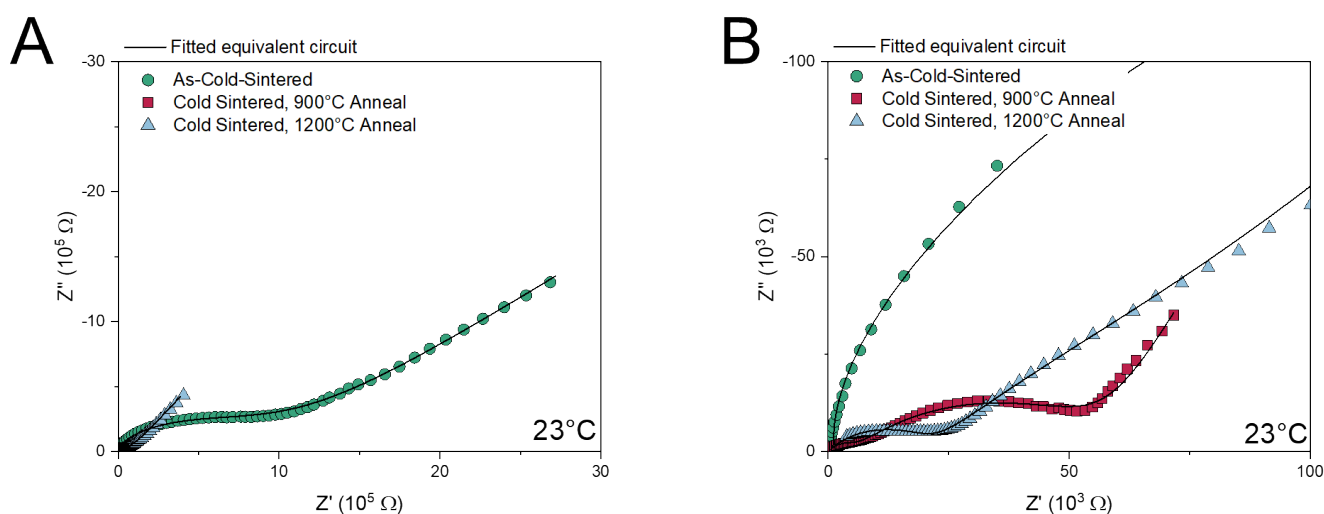 A
Fitted equivalent circuit
As-Cold-Sintered
Cold Sintered, 900°C Anneal
Cold Sintered, 1200°C Anneal
-30
-20
-10
0
Z" (10⁵ Ω)
0
10
20
30
Z' (10⁵ Ω)
23°C
B
Fitted equivalent circuit
As-Cold-Sintered
Cold Sintered, 900°C Anneal
Cold Sintered, 1200°C Anneal
-100
-50
0
Z" (10³ Ω)
0
50
100
Z' (10³ Ω)
23°C